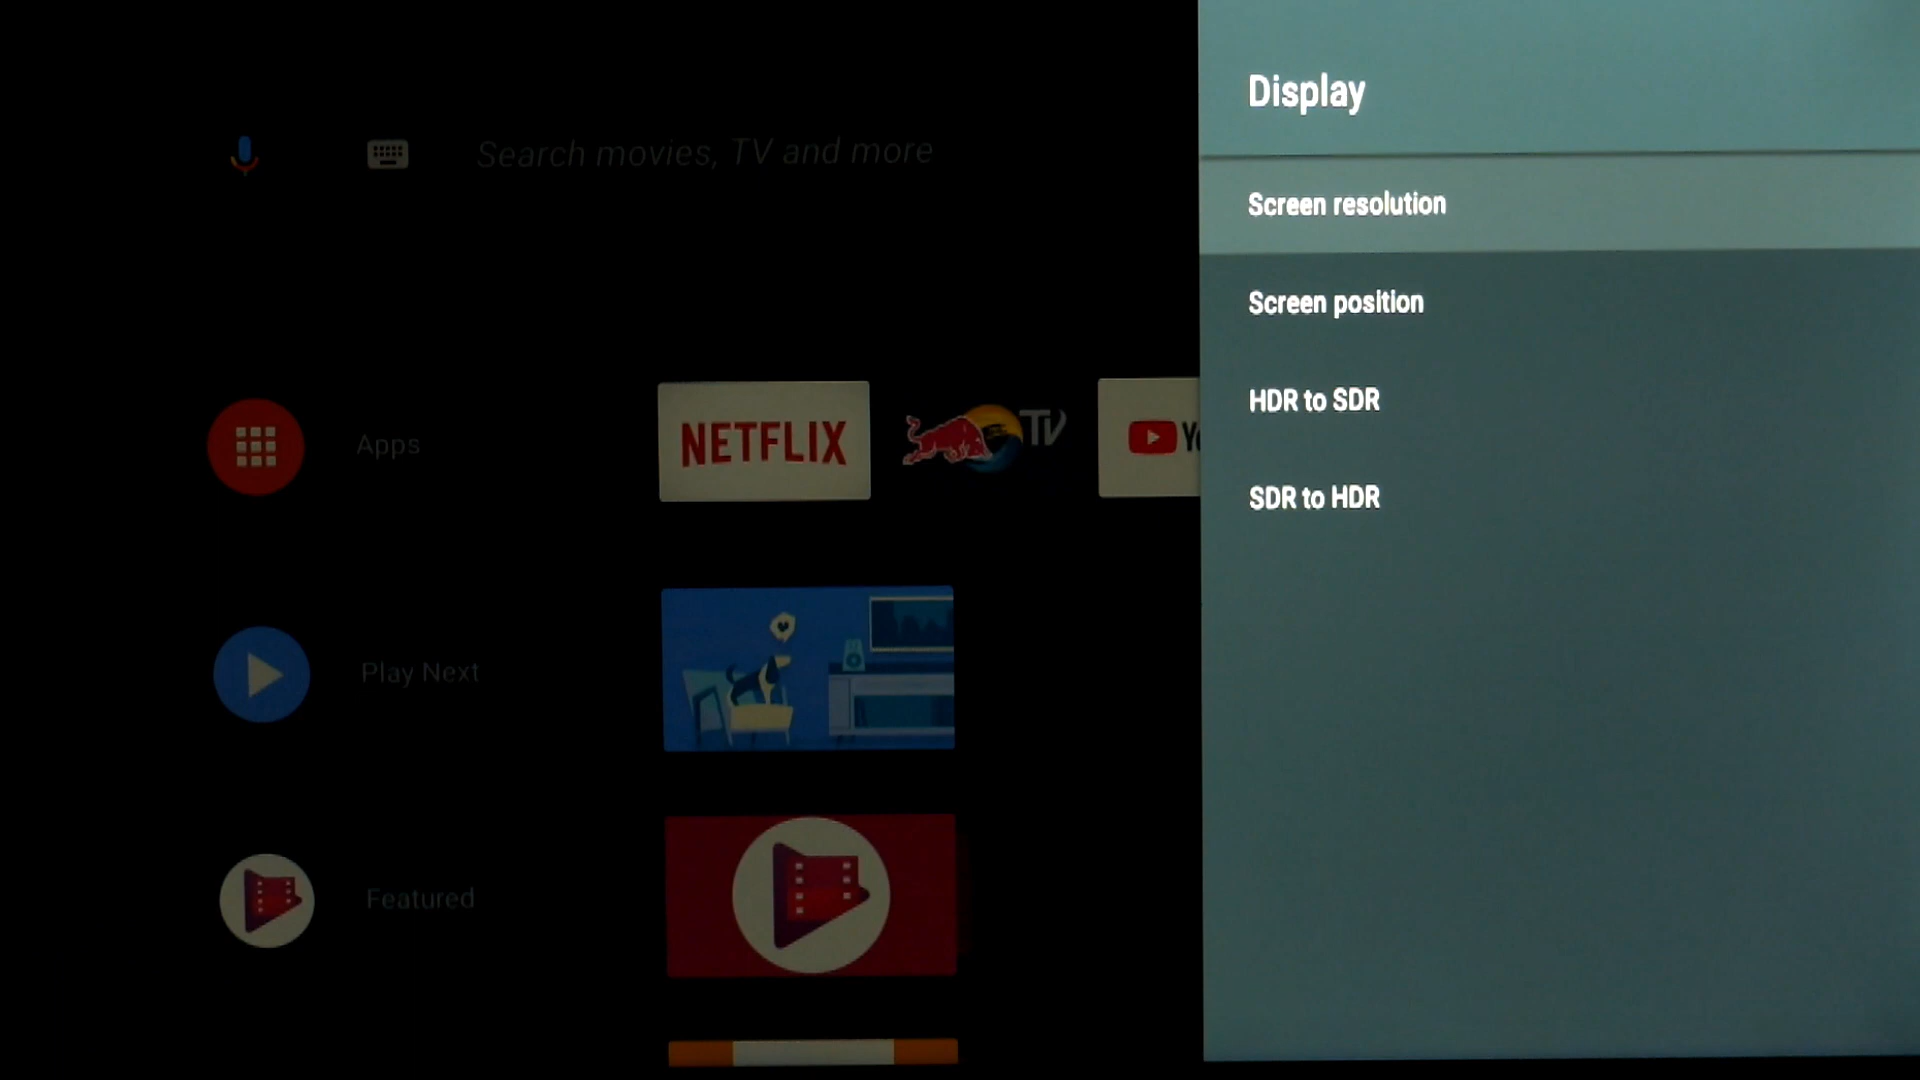 Search movies, TV and more
Apps
NETFLIX
TV
Play Next
Featured
Display
Screen resolution
Screen position
HDR to SDR
SDR to HDR